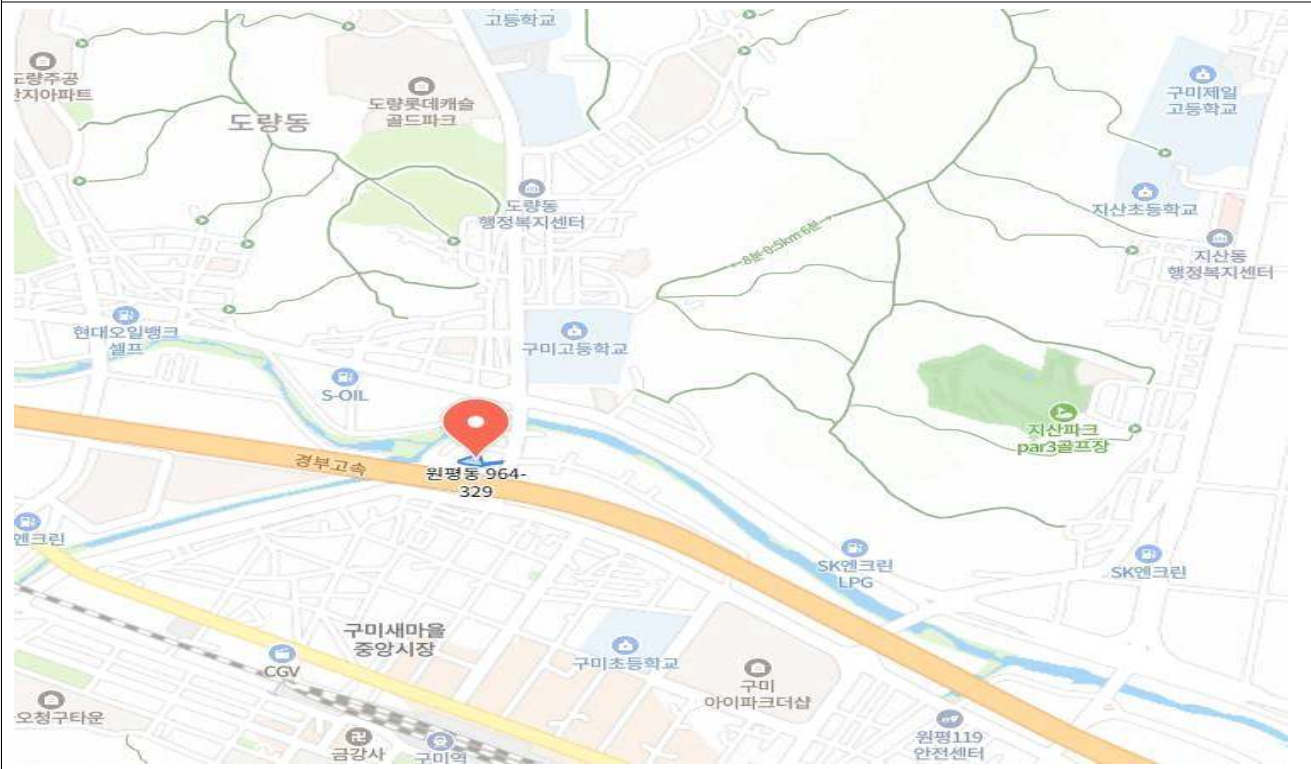 고등학교
도량주공
단지아파트
도량롯데캐슬
골드파크
도량동
구미제일
고등학교
도량동
행정복지센터
지산초등학교
지산동
행정복지센터
8분 0.5km 6분
현대오일뱅크
셀프
구미고등학교
S-OIL
지산파크
par3골프장
경부고속
원평동 964-
329
엔크린
SK엔크린
LPG
SK엔크린
구미새마을
중앙시장
CGV
구미초등학교
구미
아이파크더샵
오청구타운
금강사
구미역
원평119
안전센터